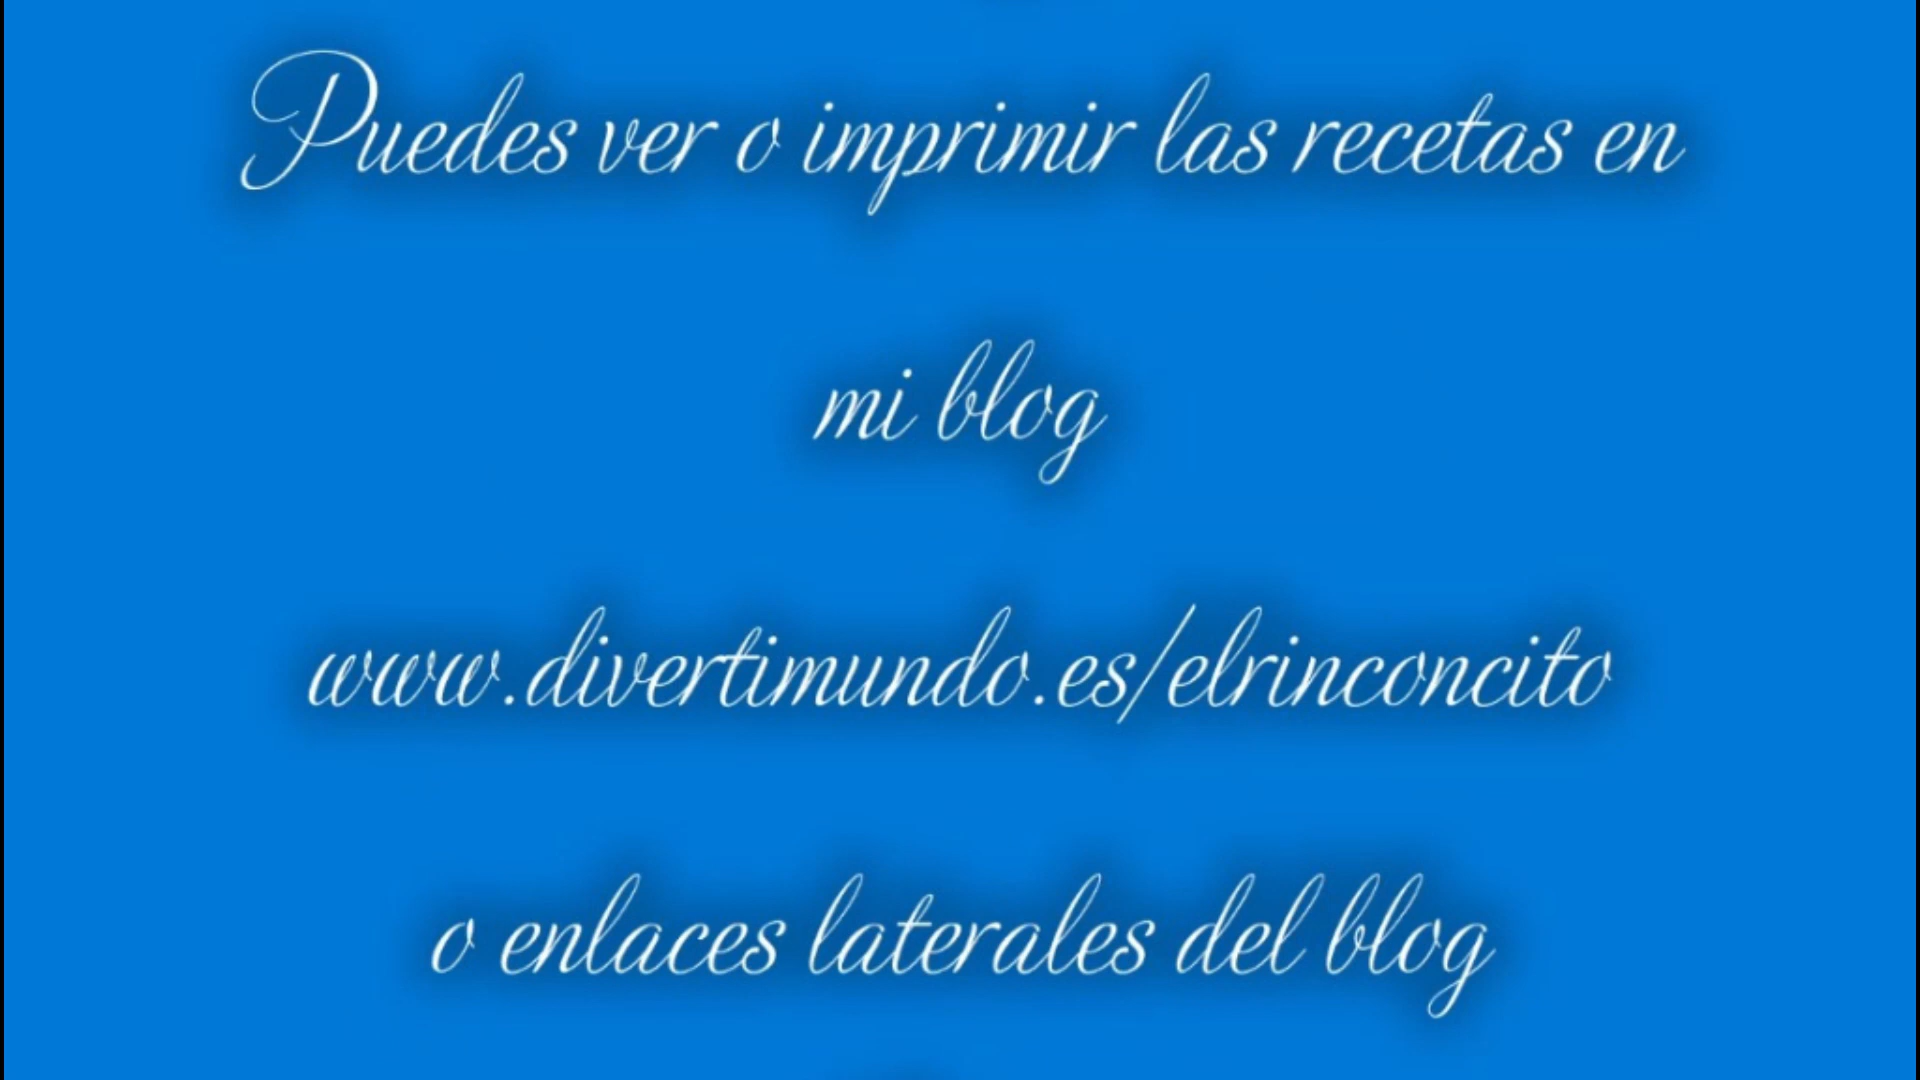 Puedes ver o imprimir las recetas en
mi blog
www.divertimundo.es/elrinconcito
o enlaces laterales del blog